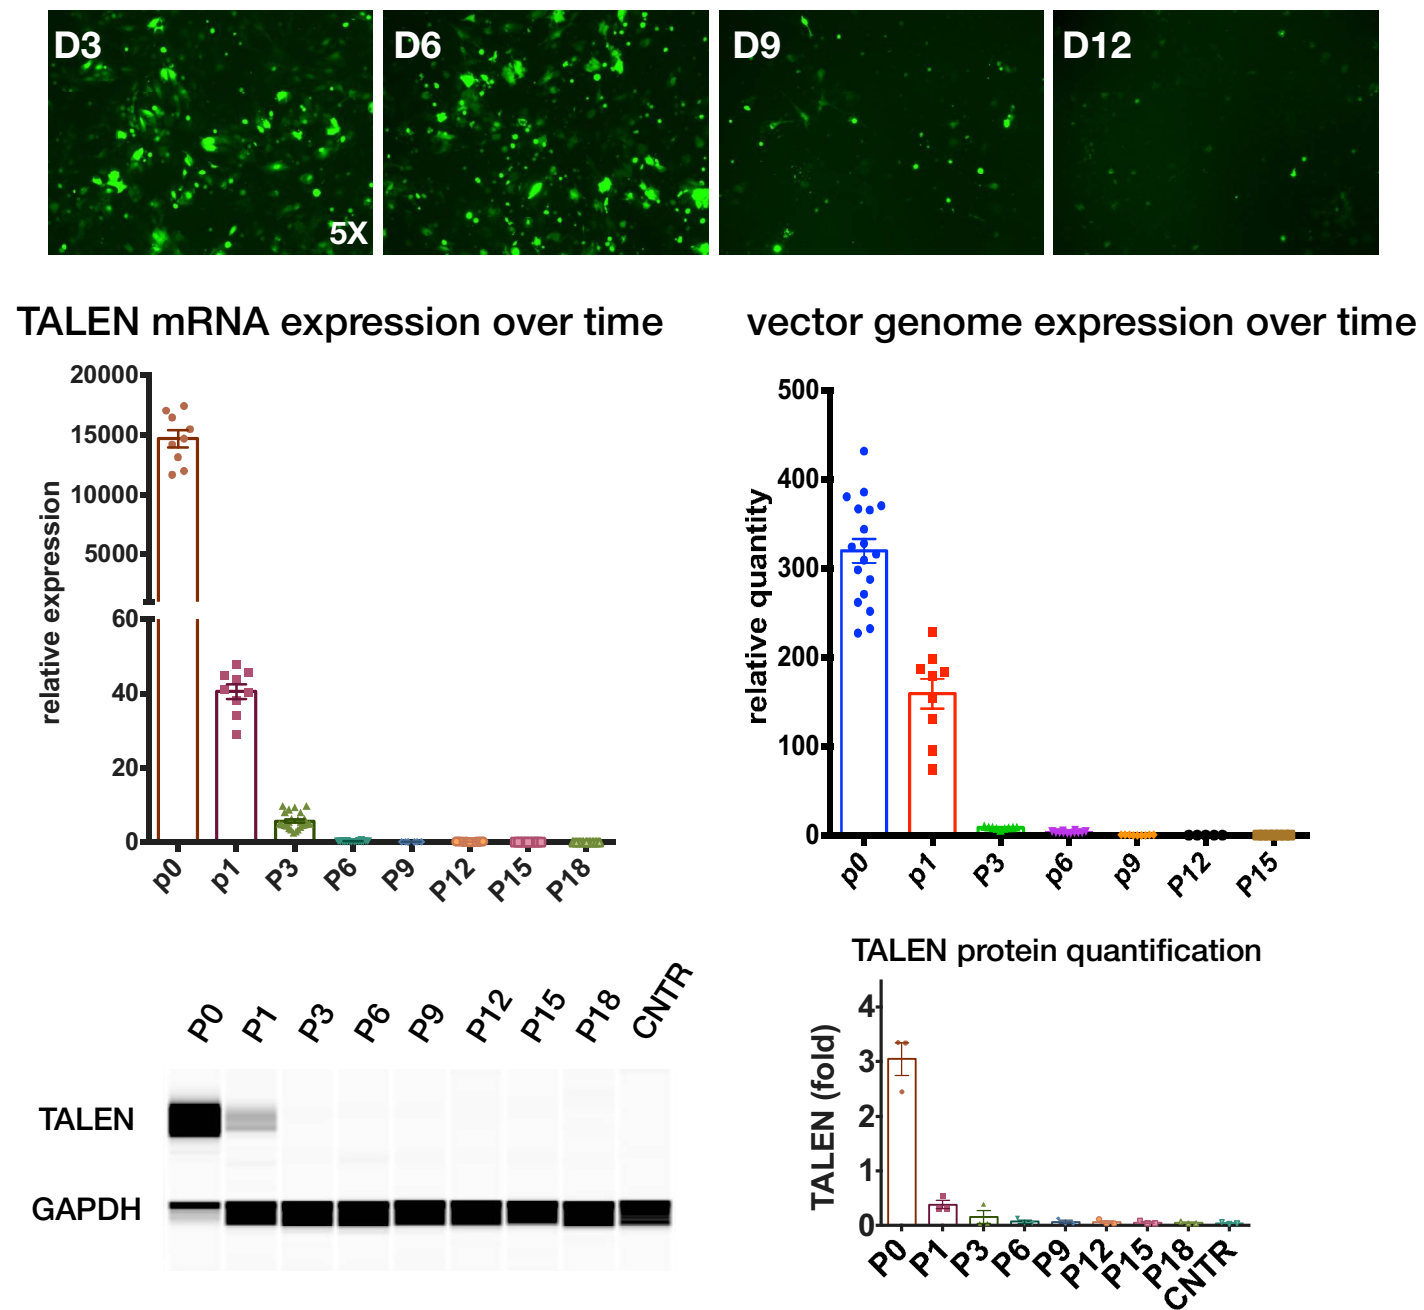 D3
D6
D9
D12
5X
TALEN mRNA expression over time
vector genome expression over time
relative expression
20000
15000
10000
5000
60
40
20
0
p0
p1
P3
P6
P9
P12
P15
P18
relative quantity
500
400
300
200
100
0
p0
p1
P3
p6
p9
P12
P15
P0
P1
P3
P6
P9
P12
P15
P18
CNTR
TALEN
GAPDH
TALEN protein quantification
TALEN (fold)
4
3
2
1
0
P0
P1
P3
P6
P9
P12
P15
P18
CNTR